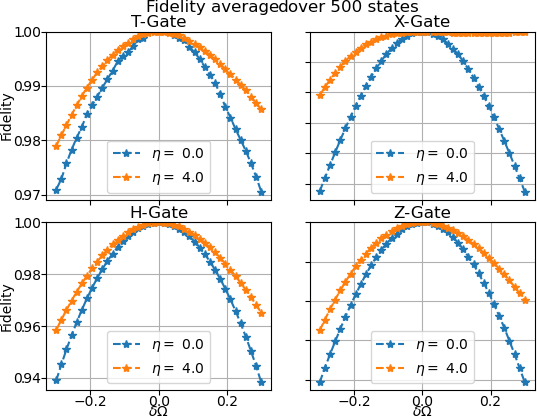 Fidelity averagedover 500 states
T-Gate
X-Gate
Fidelity
1.00
0.99
0.98
0.97
η = 0.0
η = 4.0
η = 0.0
η = 4.0
H-Gate
Z-Gate
Fidelity
1.00
0.98
0.96
0.94
η = 0.0
η = 4.0
η = 0.0
η = 4.0
−0.2
0.0
0.2
−0.2
0.0
0.2
δΩ
δΩ